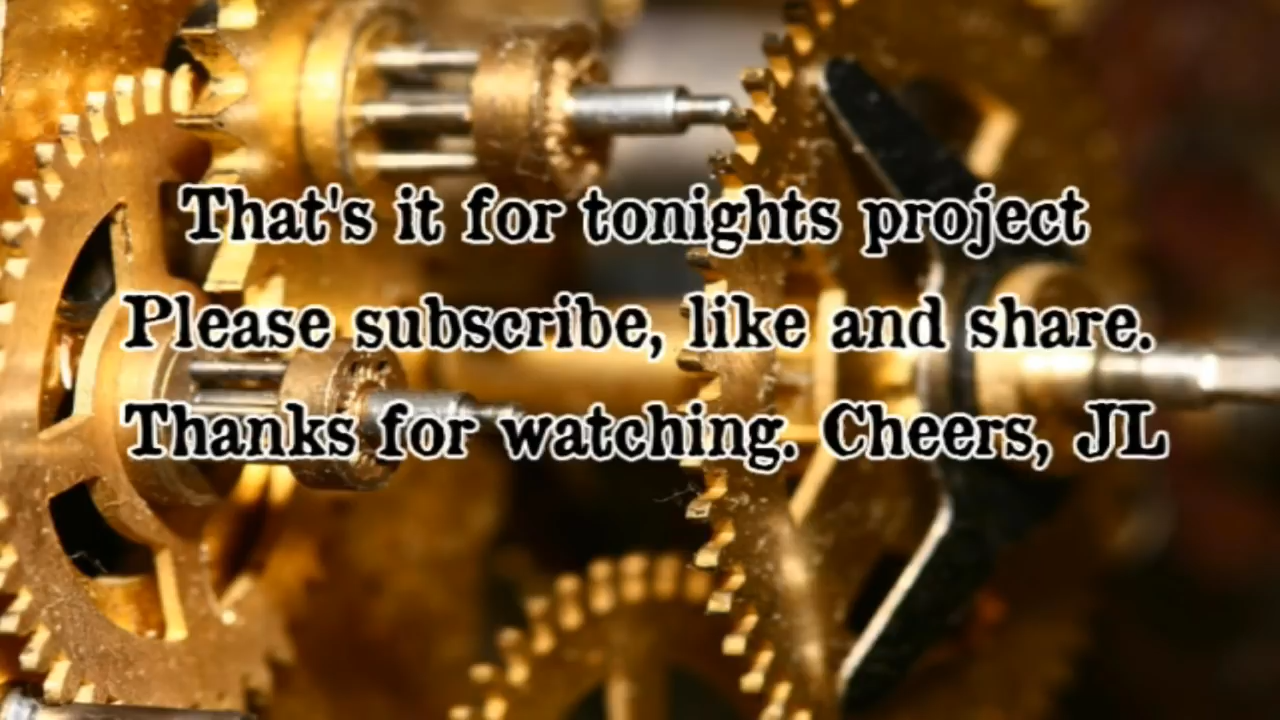 That's it for tonights project
Please subscribe, like and share.
Thanks for watching. Cheers, JL